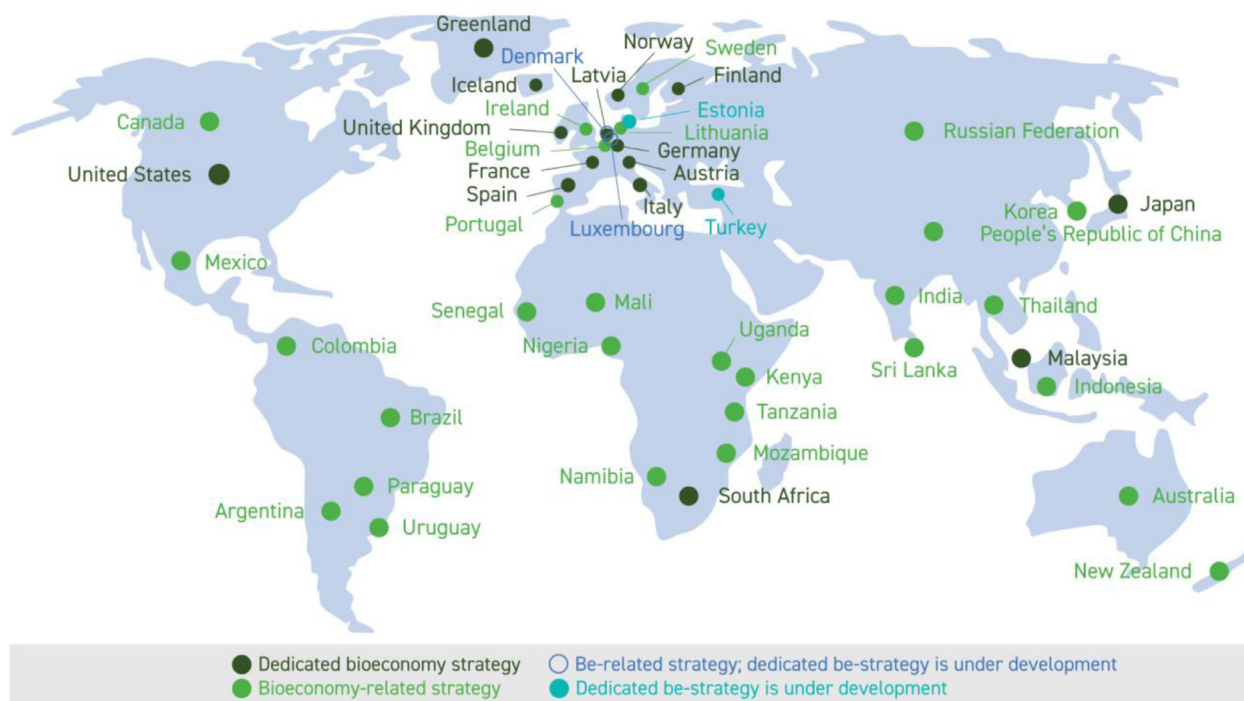 Greenland
Norway
Sweden
Denmark
Latvia
Iceland
Finland
Ireland
Estonia
Canada
United Kingdom
Lithuania
Russian Federation
Belgium
Germany
France
Austria
United States
Spain
Italy
Japan
Portugal
Luxembourg
Turkey
Korea
People's Republic of China
Mexico
Senegal
Mali
India
Thailand
Colombia
Nigeria
Uganda
Kenya
Sri Lanka
Malaysia
Indonesia
Brazil
Tanzania
Mozambique
Namibia
Paraguay
South Africa
Australia
Argentina
Uruguay
New Zealand
Dedicated bioeconomy strategy
Be-related strategy; dedicated be-strategy is under development
Bioeconomy-related strategy
Dedicated be-strategy is under development